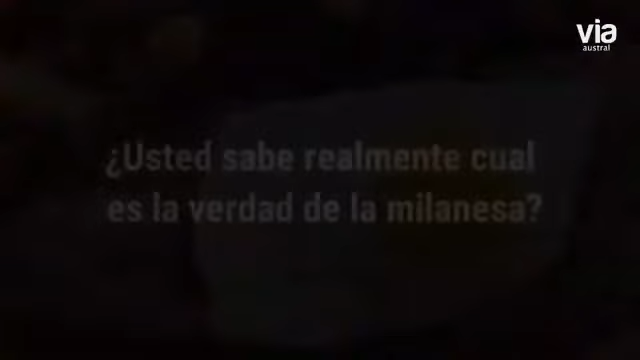 via
austral
¿Usted sabe realmente cual
es la verdad de la milanesa?